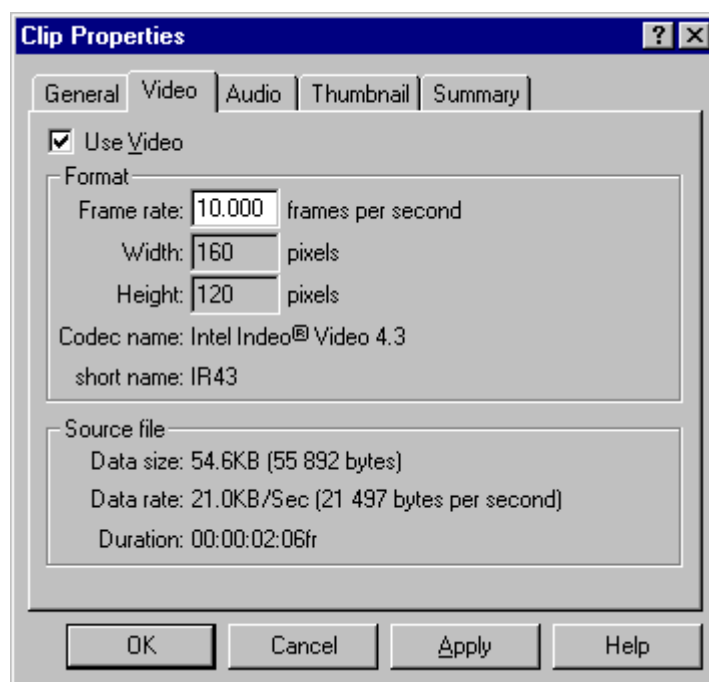 Clip Properties
General Video Audio Thumbnail Summary
Use Video
Format
Frame rate: 10.000 frames per second
Width: 160 pixels
Height: 120 pixels
Codec name: Intel Indeo® Video 4.3
short name: IR43
Source file
Data size: 54.6KB (55 892 bytes)
Data rate: 21.0KB/Sec (21 497 bytes per second)
Duration: 00:00:02:06fr
OK Cancel Apply Help